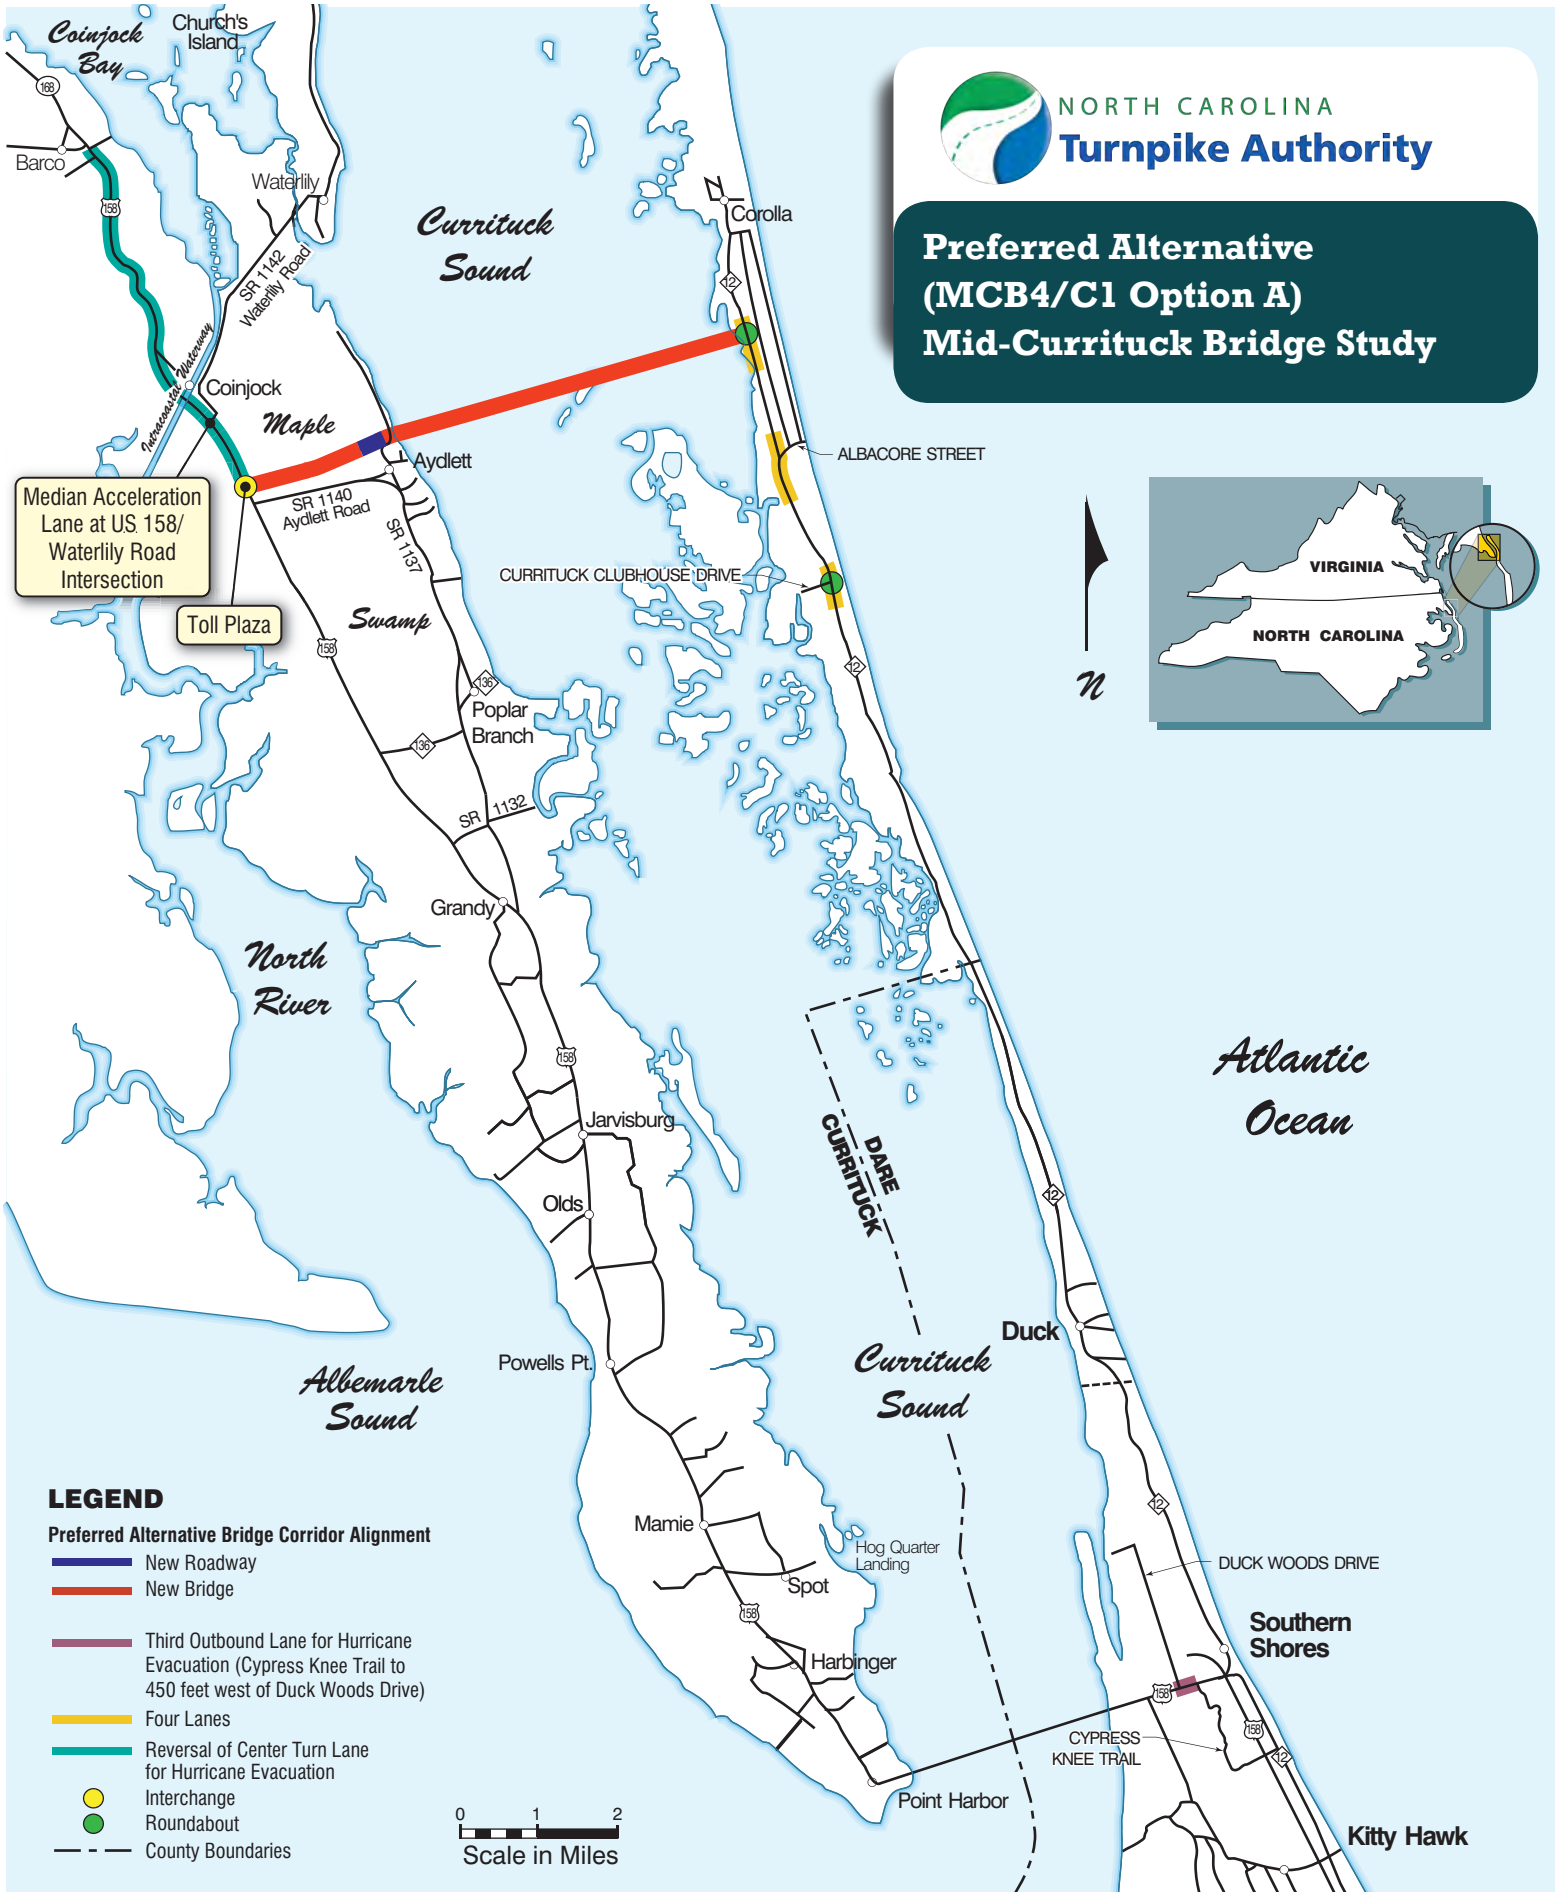 Coinjock
Bay
Church's
Island
168
Barco
158
Waterlily
SR 1142
Waterlily Road
Intracoastal Waterway
Coinjock
Maple
Currituck
Sound
Corolla
12
NORTH CAROLINA
Turnpike Authority
Preferred Alternative
(MCB4/C1 Option A)
Mid-Currituck Bridge Study
Aydlett
SR 1140
Aydlett Road
SR 1137
ALBACORE STREET
Median Acceleration
Lane at U.S. 158/
Waterlily Road
Intersection
Toll Plaza
CURRITUCK CLUBHOUSE DRIVE
VIRGINIA
NORTH CAROLINA
N
Swamp
158
12
136
Poplar
Branch
136
SR 1132
Grandy
North
River
158
Jarvisburg
Atlantic
Ocean
DARE
CURRITUCK
12
Olds
Duck
Powells Pt.
Currituck
Sound
Albemarle
Sound
12
Mamie
Hog Quarter
Landing
Spot
158
Harbinger
DUCK WOODS DRIVE
Southern
Shores
158
158
12
CYPRESS
KNEE TRAIL
Point Harbor
Kitty Hawk
LEGEND
Preferred Alternative Bridge Corridor Alignment
New Roadway
New Bridge
Third Outbound Lane for Hurricane
Evacuation (Cypress Knee Trail to
450 feet west of Duck Woods Drive)
Four Lanes
Reversal of Center Turn Lane
for Hurricane Evacuation
Interchange
Roundabout
County Boundaries
0 1 2
Scale in Miles